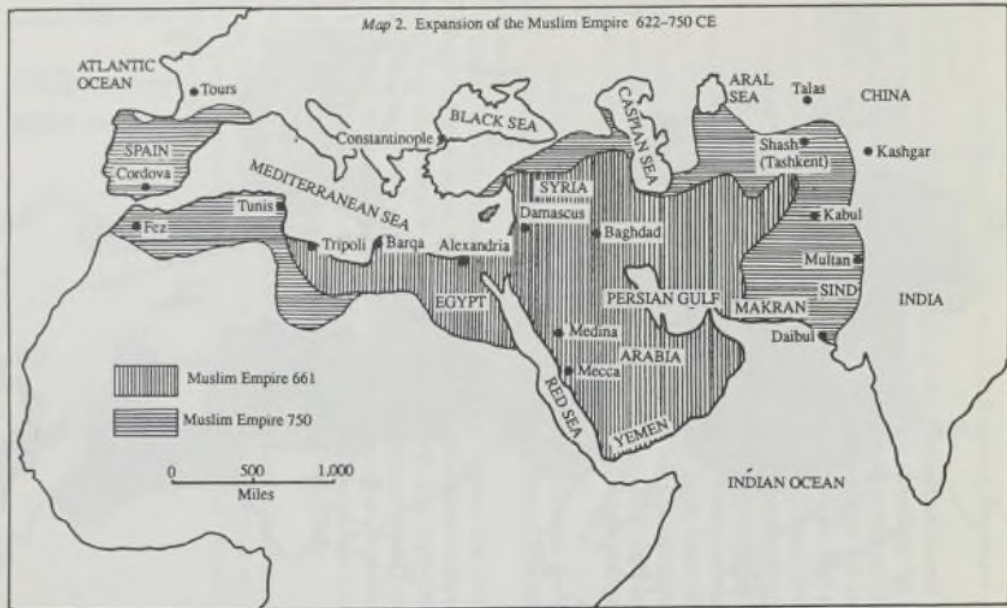 Map 2. Expansion of the Muslim Empire 622–750 CE
ATLANTIC
OCEAN
Tours
SPAIN
Cordova
Fez
Tunis
MEDITERRANEAN SEA
Constantinople
BLACK SEA
CASPIAN SEA
ARAL
SEA
Talas
CHINA
Shash
(Tashkent)
Kashgar
SYRIA
Damascus
Baghdad
Kabul
Tripoli
Barqa
Alexandria
Multan
EGYPT
PERSIAN GULF
MAKRAN
SIND
INDIA
Daibul
Medina
ARABIA
Mecca
RED SEA
YEMEN
INDIAN OCEAN
Muslim Empire 661
Muslim Empire 750
0 500 1,000
Miles